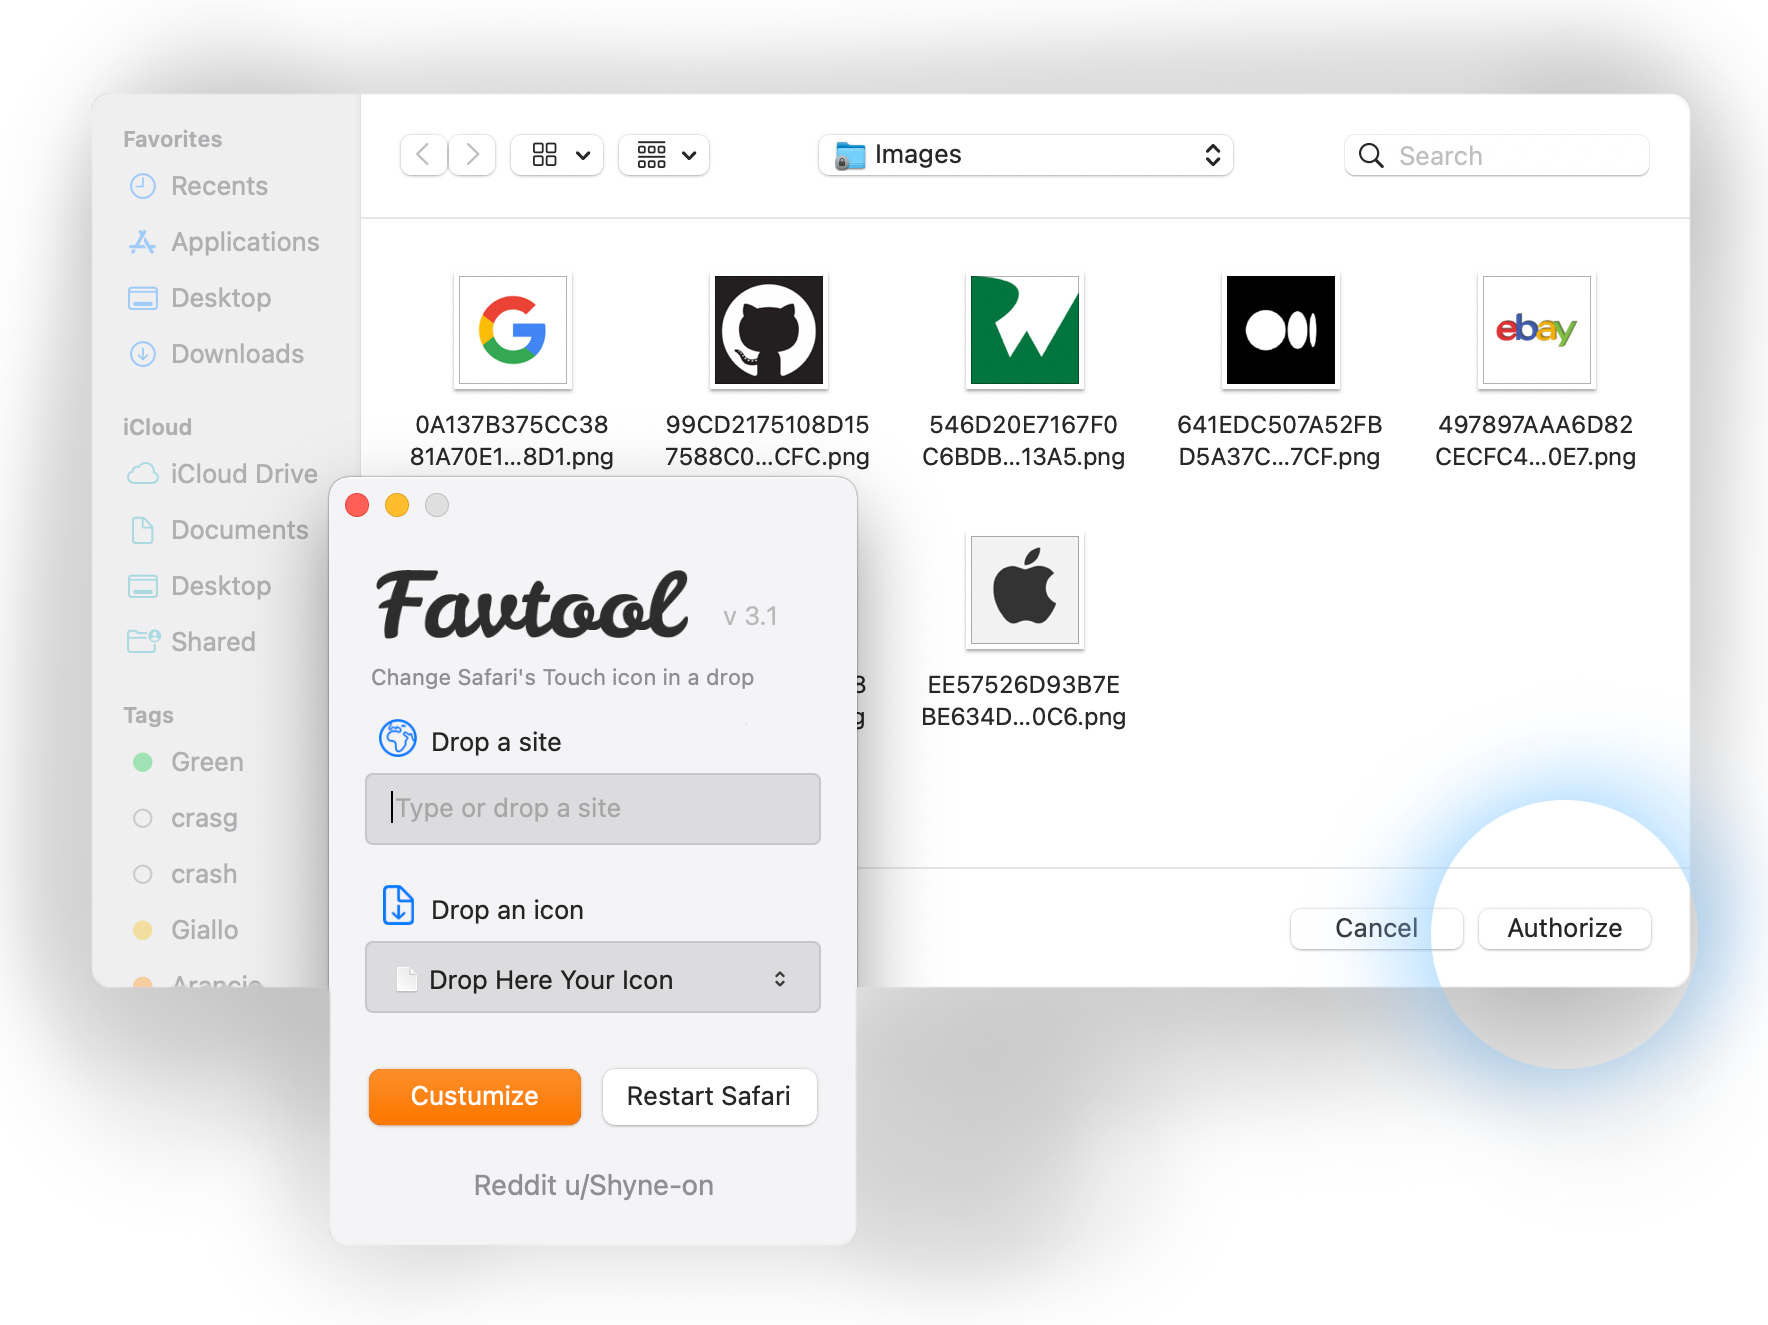 Favorites
Recents
Applications
Desktop
Downloads
iCloud
iCloud Drive
Documents
Desktop
Shared
Tags
Green
crasg
crash
Giallo
Arancio
Images
Search
ebay
0A137B375CC38
81A70E1...8D1.png
99CD2175108D15
7588C0...CFC.png
546D20E7167F0
C6BDB...13A5.png
641EDC507A52FB
D5A37C...7CF.png
497897AAA6D82
CECFC4...0E7.png
EE57526D93B7E
BE634D...0C6.png
Cancel
Authorize
Favtool
v 3.1
Change Safari's Touch icon in a drop
Drop a site
Type or drop a site
Drop an icon
Drop Here Your Icon
Custumize
Restart Safari
Reddit u/Shyne-on